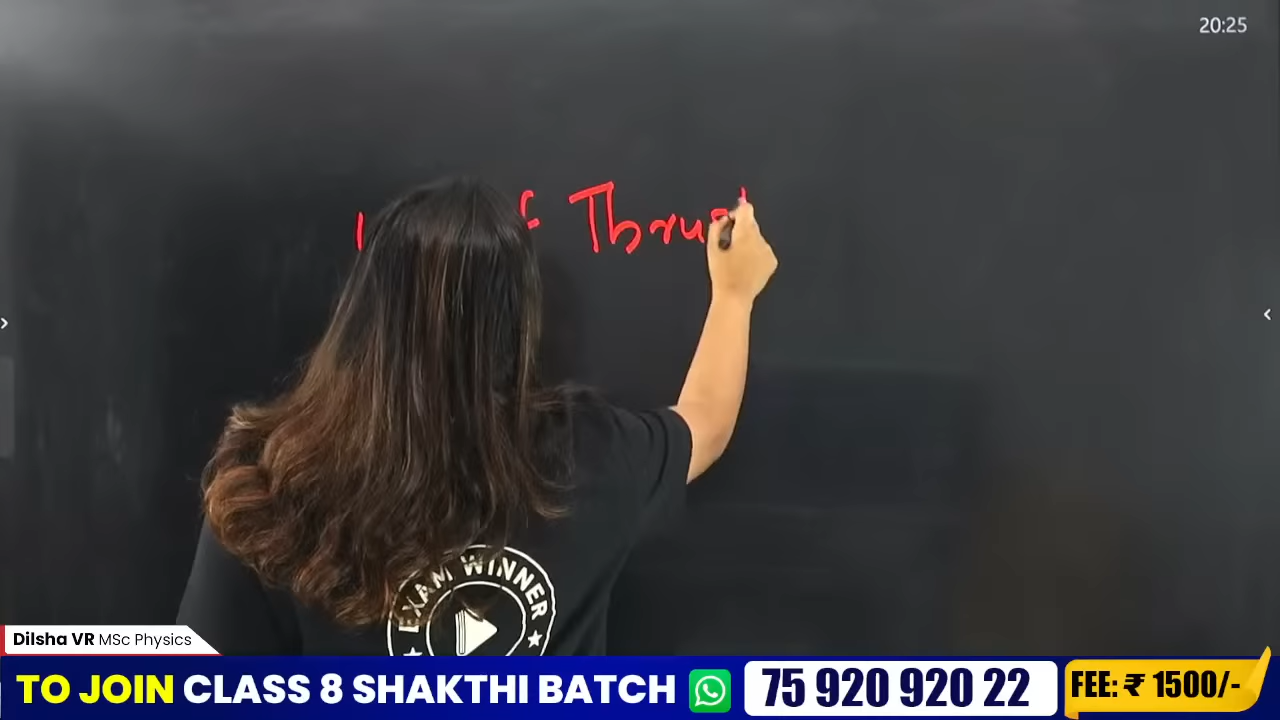 20:25
Thrust
EXAM WINNER
Dilsha VR MSc Physics
TO JOIN CLASS 8 SHAKTHI BATCH 75 920 920 22 FEE: ₹ 1500/-